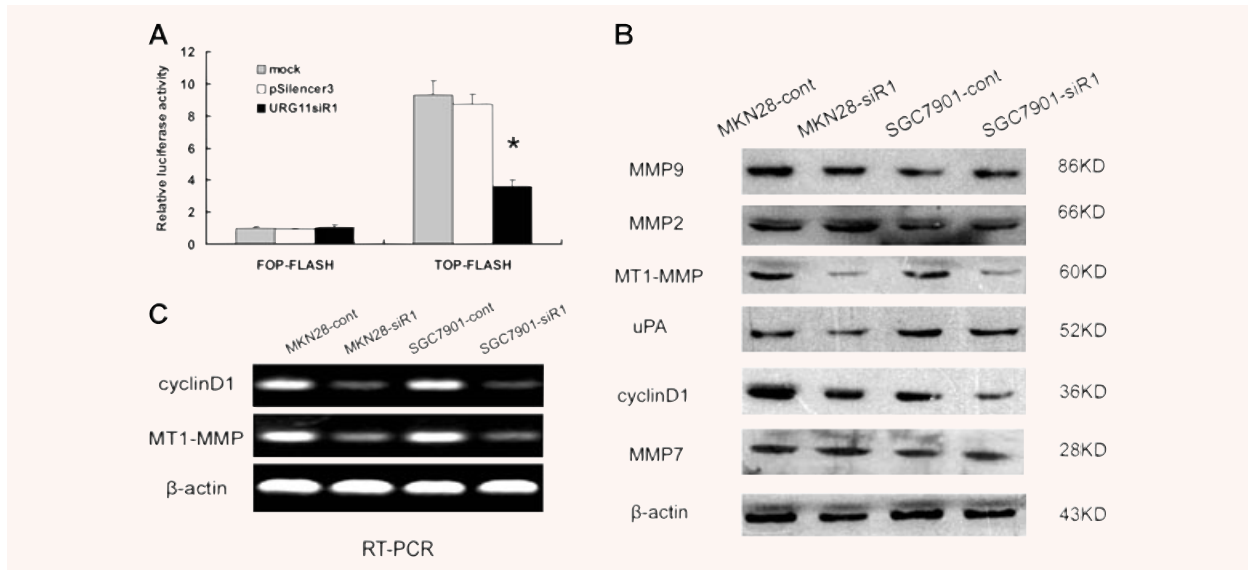 A
12
10
8
6
4
2
0
Relative luciferase activity
mock
pSilencer3
URG11siR1
*
FOP-FLASH TOP-FLASH
B
MKN28-cont MKN28-siR1 SGC7901-cont SGC7901-siR1
MMP9 86KD
MMP2 66KD
MT1-MMP 60KD
uPA 52KD
cyclinD1 36KD
MMP7 28KD
β-actin 43KD
C
MKN28-cont MKN28-siR1 SGC7901-cont SGC7901-siR1
cyclinD1
MT1-MMP
β-actin
RT-PCR